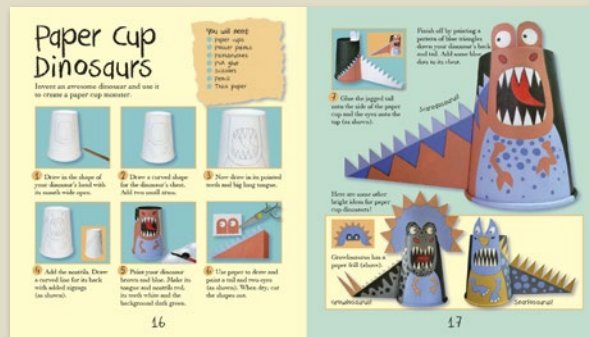 Paper Cup
Dinosaurs
Invent an awesome dinosaur and use it
to create a paper cup monster.
You will need
paper cups
poster paints
paintbrushes
PVA glue
scissors
pencil
Thick paper
1 Draw in the shape of
your dinosaur's head with
its mouth wide open.
2 Draw a curved shape
for the dinosaur's chest.
Add two small arms.
3 Now draw in its pointed
teeth and big long tongue.
4 Add the nostrils. Draw
a curved line for its back
with added zigzags
(as shown).
5 Paint your dinosaur
brown and blue. Make its
tongue and nostrils red,
its teeth white and the
background dark green.
6 Use paper to draw and
paint a tail and two eyes
(as shown). When dry, cut
the shapes out.
16
7 Glue the jagged tail
onto the side of the paper
cup and the eyes onto the
top (as shown).
Finish off by painting a
pattern of blue triangles
down your dinosaur's back
and tail. Add some blue
dots to its chest.
Here are some other
bright ideas for paper
cup dinosaurs!
Growlosaurus has a
paper frill (above).
17